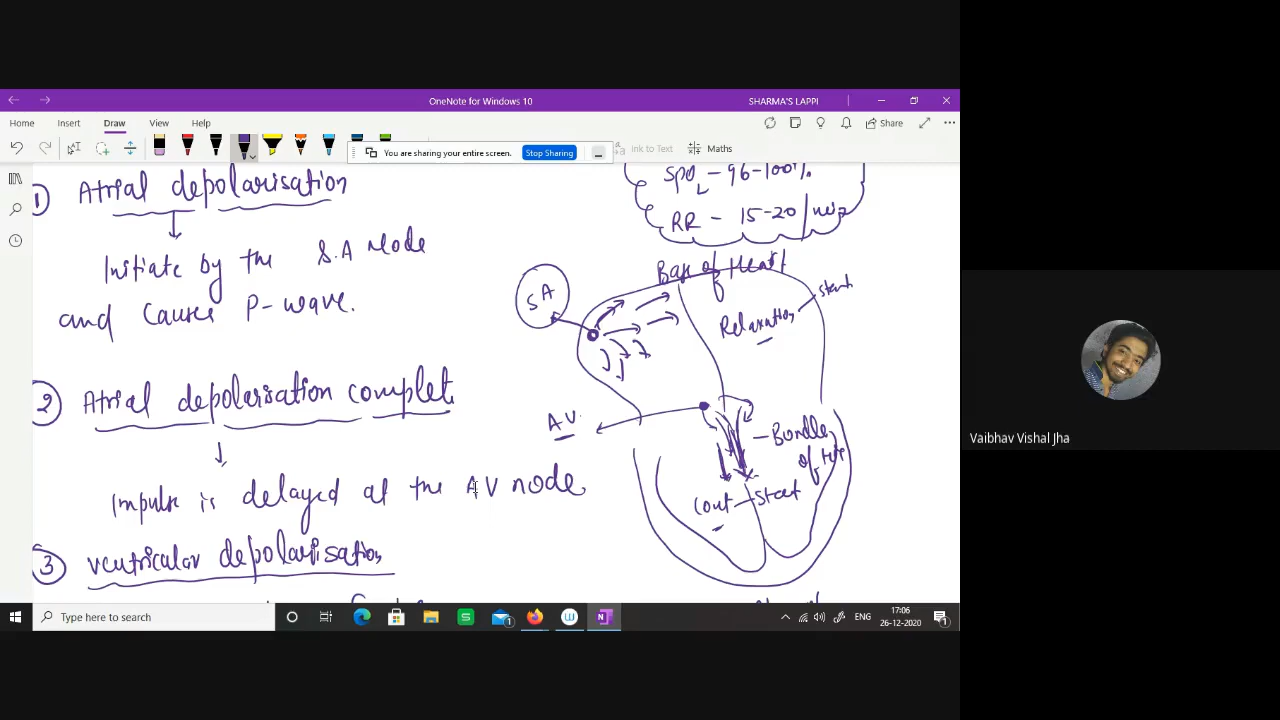 OneNote for Windows 10
SHARMA'S LAPPI
Home Insert Draw View Help
Share
You are sharing your entire screen. Stop Sharing
Ink to Text Maths
SPO2 - 96-100%
RR - 15-20/min
1 Atrial depolarisation
Initiate by the S.A Node
and causes P-wave.
Base of Heart
SA
Relaxation start
2 Atrial depolarisation complet
A.V.
Bundle
of His
Impulse is delayed at the AV node
Cont start
3 ventricular depolarisation
Vaibhav Vishal Jha
Type here to search
ENG
17:06
26-12-2020